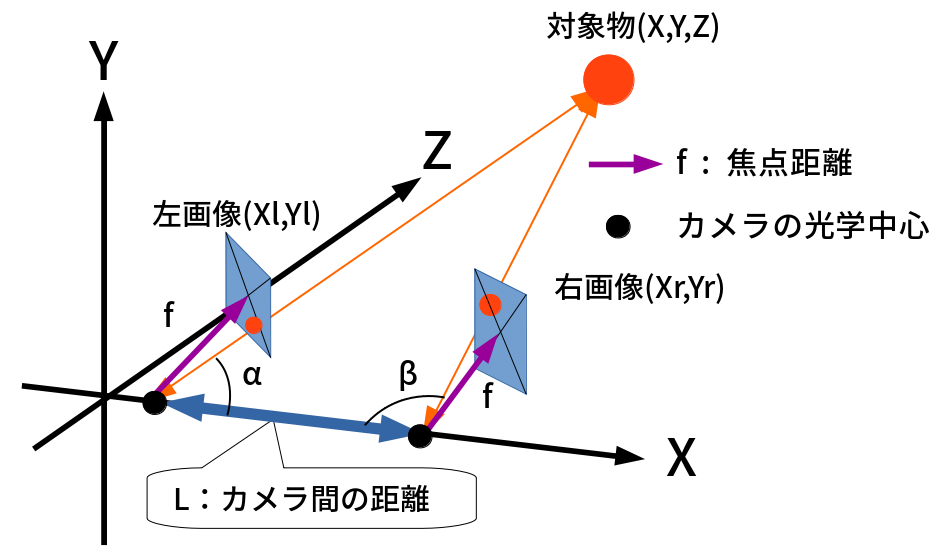 対象物(X,Y,Z)
Y
Z
f： 焦点距離
左画像(Xl,Yl)
カメラの光学中心
右画像(Xr,Yr)
f
α
β
f
X
L：カメラ間の距離